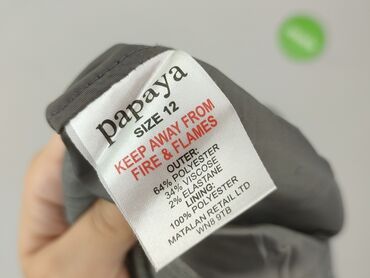 papaya
SIZE 12
KEEP AWAY FROM
FIRE & FLAMES
OUTER:
64% POLYESTER
34% VISCOSE
2% ELASTANE
LINING:
100% POLYESTER
MATALAN RETAIL LTD
WN8 9TB